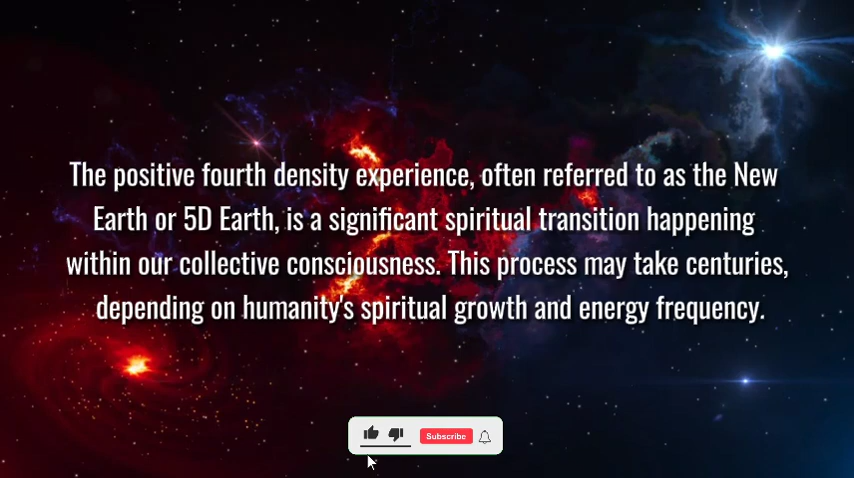 The positive fourth density experience, often referred to as the New
Earth or 5D Earth, is a significant spiritual transition happening
within our collective consciousness. This process may take centuries,
depending on humanity's spiritual growth and energy frequency.
Subscribe